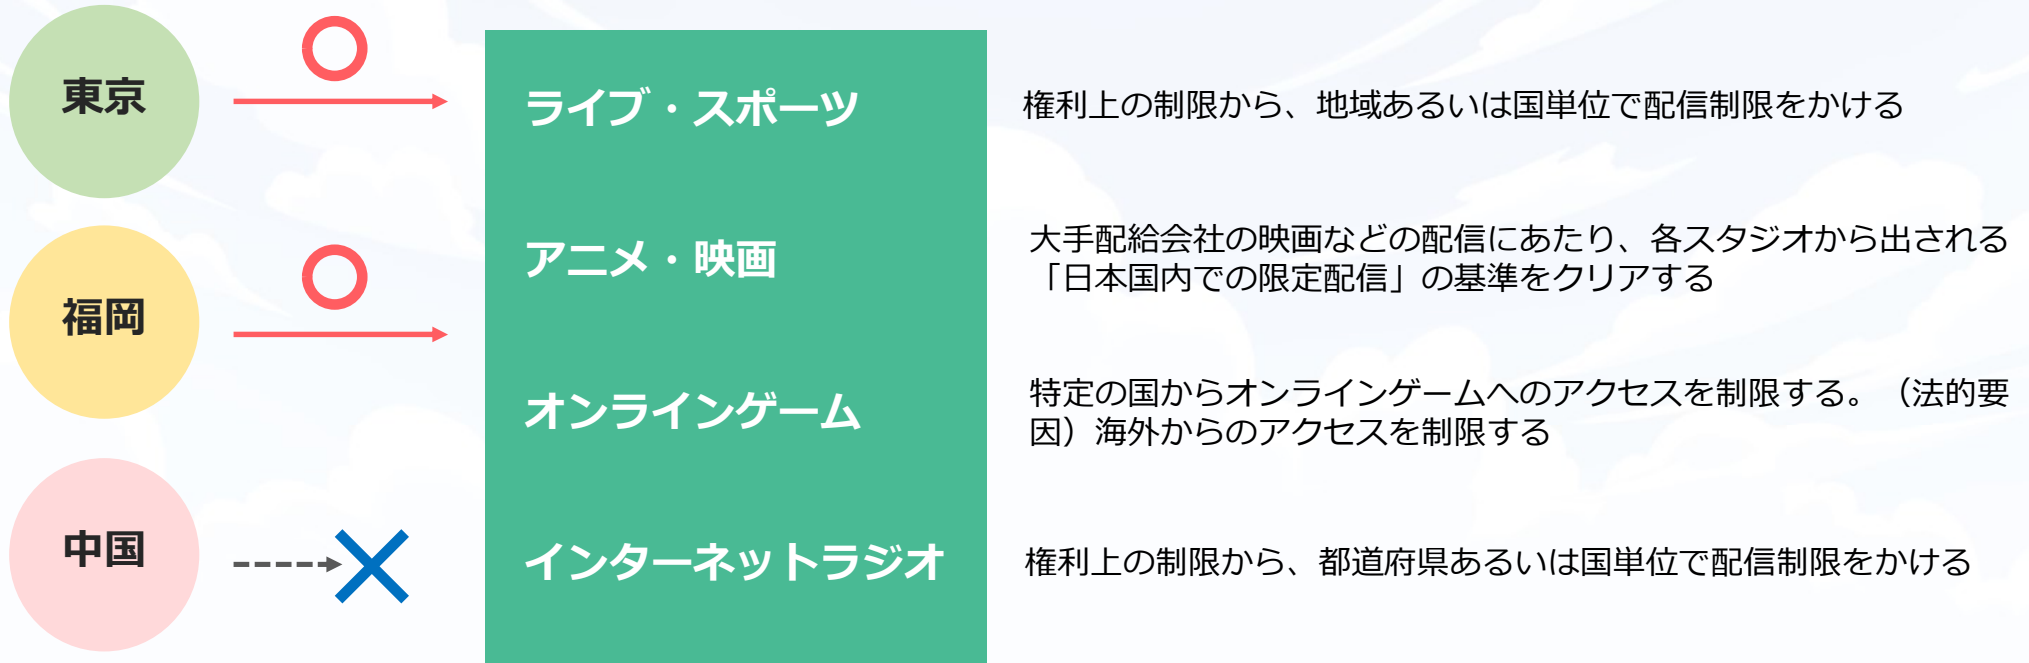 東京
ライブ・スポーツ
権利上の制限から、地域あるいは国単位で配信制限をかける
福岡
アニメ・映画
大手配給会社の映画などの配信にあたり、各スタジオから出される
「日本国内での限定配信」の基準をクリアする
オンラインゲーム
特定の国からオンラインゲームへのアクセスを制限する。（法的要
因）海外からのアクセスを制限する
中国
インターネットラジオ
権利上の制限から、都道府県あるいは国単位で配信制限をかける